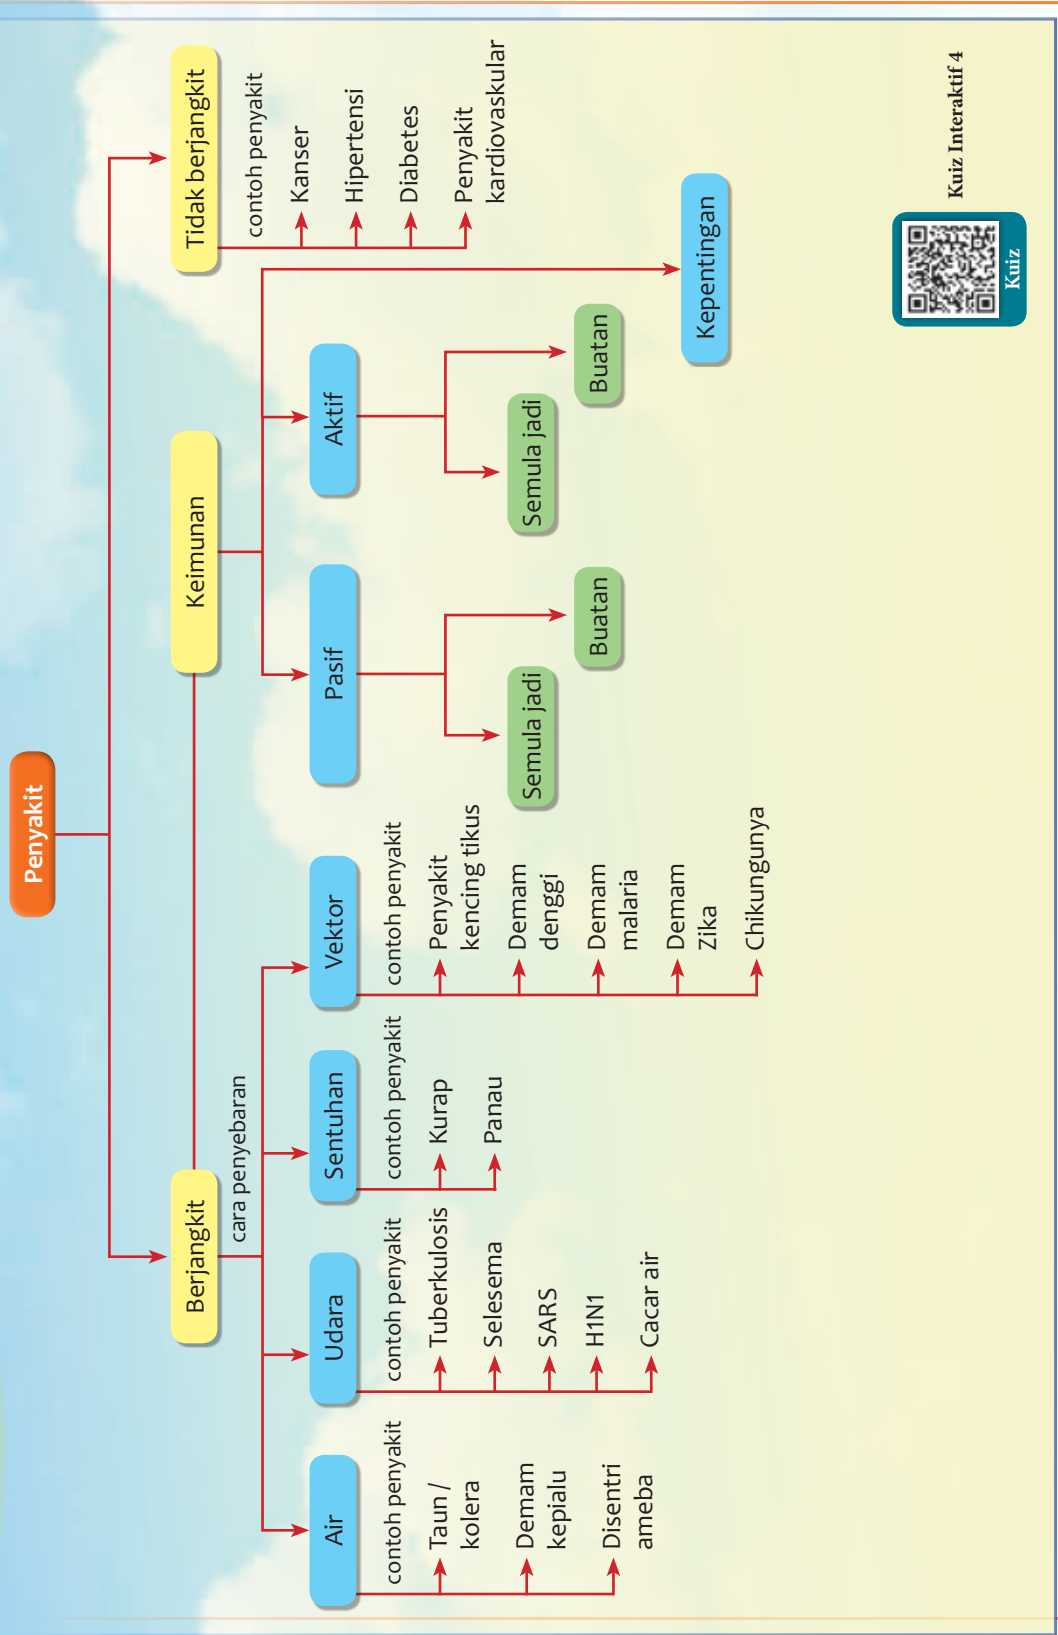 Penyakit
Berjangkit
Keimunan
Tidak berjangkit
cara penyebaran
Air
contoh penyakit
Taun /
kolera
Demam
kepialu
Disentri
ameba
Udara
contoh penyakit
Tuberkulosis
Selesema
SARS
H1N1
Cacar air
Sentuhan
contoh penyakit
Kurap
Panau
Vektor
contoh penyakit
Penyakit
kencing tikus
Demam
denggi
Demam
malaria
Demam
Zika
Chikungunya
Pasif
Semula jadi
Buatan
Aktif
Semula jadi
Buatan
Kepentingan
contoh penyakit
Kanser
Hipertensi
Diabetes
Penyakit
kardiovaskular
Kuiz
Kuiz Interaktif 4